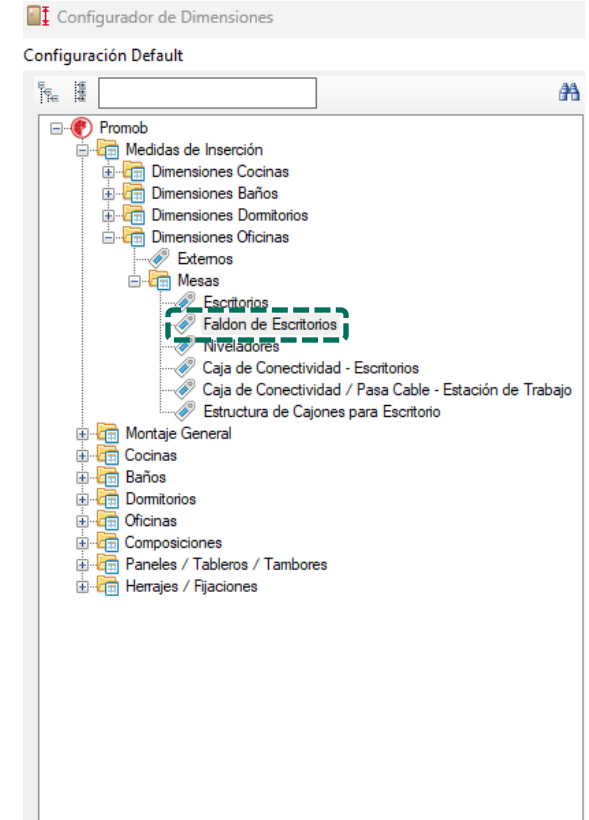 Configurador de Dimensiones
Configuración Default
Promob
Medidas de Inserción
Dimensiones Cocinas
Dimensiones Baños
Dimensiones Dormitorios
Dimensiones Oficinas
Externos
Mesas
Escritorios
Faldon de Escritorios
Niveladores
Caja de Conectividad - Escritorios
Caja de Conectividad / Pasa Cable - Estación de Trabajo
Estructura de Cajones para Escritorio
Montaje General
Cocinas
Baños
Dormitorios
Oficinas
Composiciones
Paneles / Tableros / Tambores
Herrajes / Fijaciones